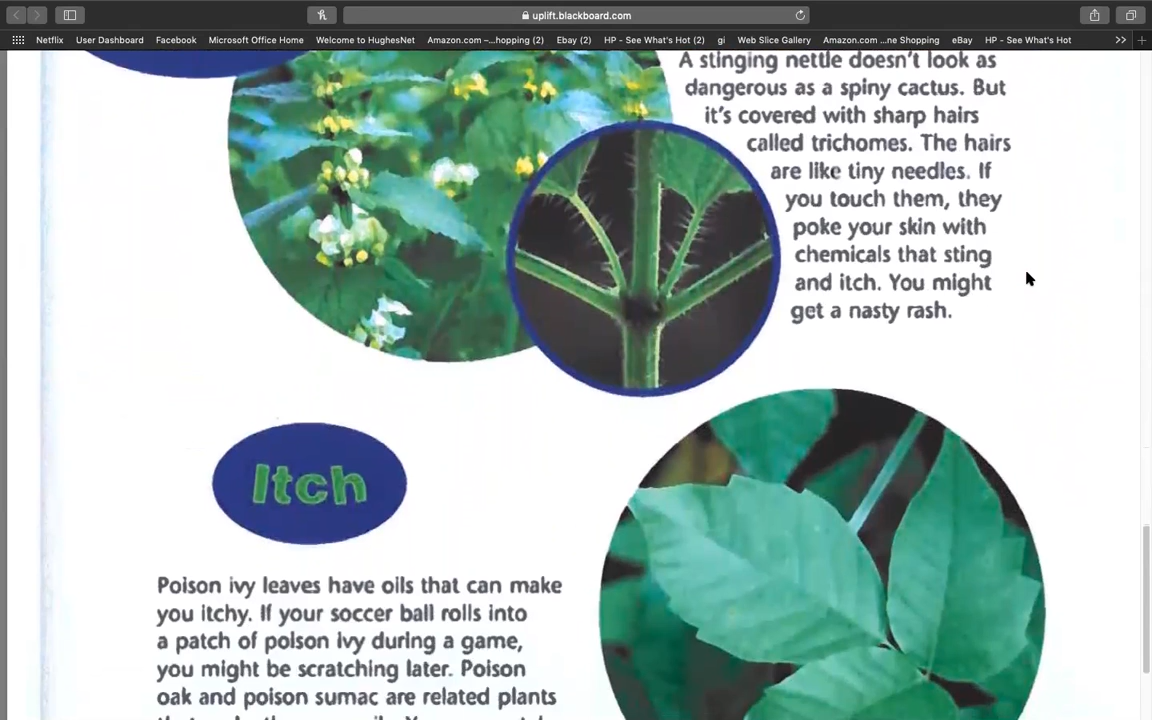 uplift.blackboard.com
Netflix User Dashboard Facebook Microsoft Office Home Welcome to HughesNet Amazon.com –...hopping (2) Ebay (2) HP - See What's Hot (2) gi Web Slice Gallery Amazon.com ...ne Shopping eBay HP - See What's Hot
A stinging nettle doesn't look as
dangerous as a spiny cactus. But
it's covered with sharp hairs
called trichomes. The hairs
are like tiny needles. If
you touch them, they
poke your skin with
chemicals that sting
and itch. You might
get a nasty rash.
Itch
Poison ivy leaves have oils that can make
you itchy. If your soccer ball rolls into
a patch of poison ivy during a game,
you might be scratching later. Poison
oak and poison sumac are related plants